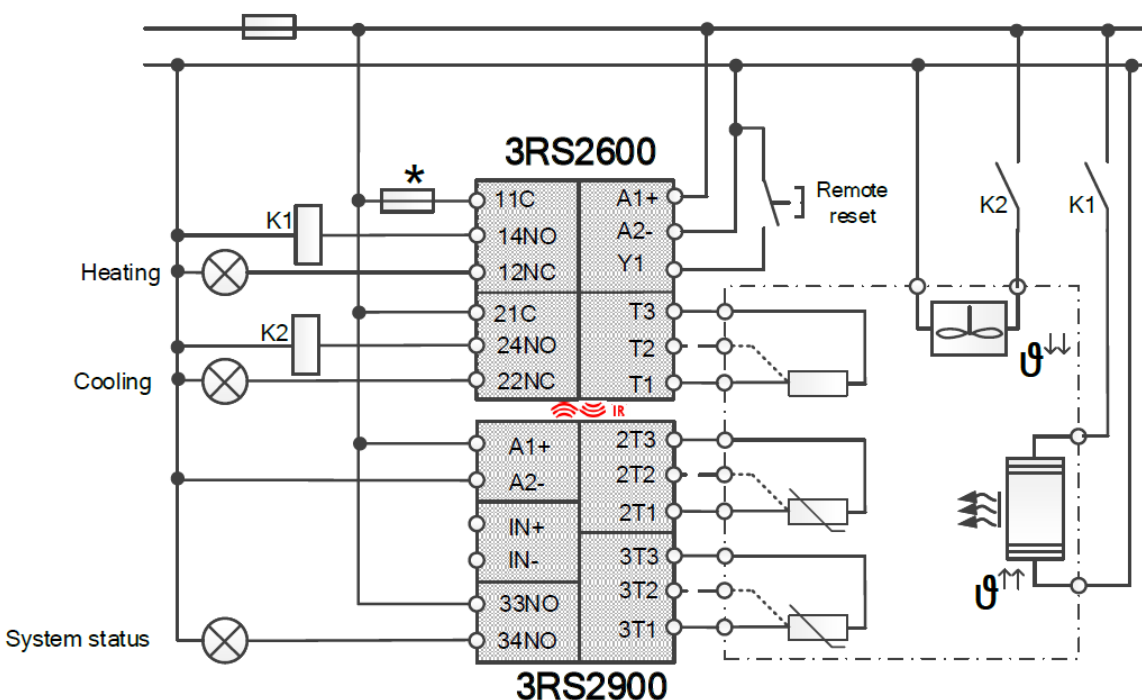 3RS2600
*
11C
A1+
K1
14NO
A2-
Remote
reset
K2
K1
Heating
12NC
Y1
21C
T3
K2
24NO
T2
ϑ↓↓
Cooling
22NC
T1
IR
A1+
2T3
A2-
2T2
IN+
2T1
IN-
3T3
33NO
3T2
ϑ↑↑
System status
34NO
3T1
3RS2900